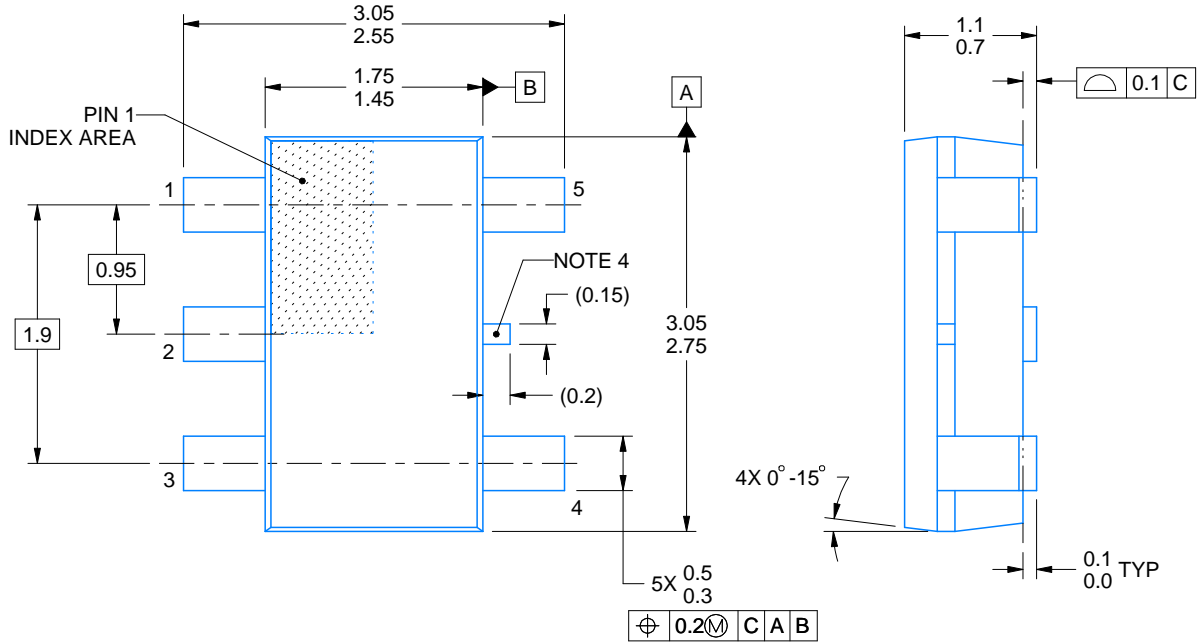 3.05
2.55
1.75
1.45
B
A
1.1
0.7
0.1 C
PIN 1
INDEX AREA
1
5
0.95
NOTE 4
(0.15)
1.9
3.05
2.75
2
(0.2)
3
4
4X 0° -15°
5X 0.5
0.3
0.2Ⓜ C A B
0.1
0.0 TYP